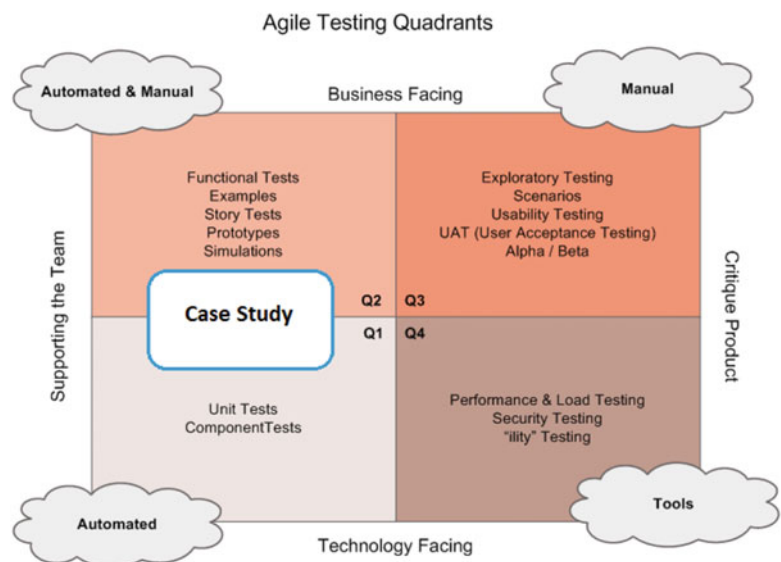 Agile Testing Quadrants
Automated & Manual
Business Facing
Manual
Functional Tests
Examples
Story Tests
Prototypes
Simulations
Exploratory Testing
Scenarios
Usability Testing
UAT (User Acceptance Testing)
Alpha / Beta
Supporting the Team
Critique Product
Case Study
Q2
Q3
Q1
Q4
Unit Tests
ComponentTests
Performance & Load Testing
Security Testing
"ility" Testing
Automated
Tools
Technology Facing